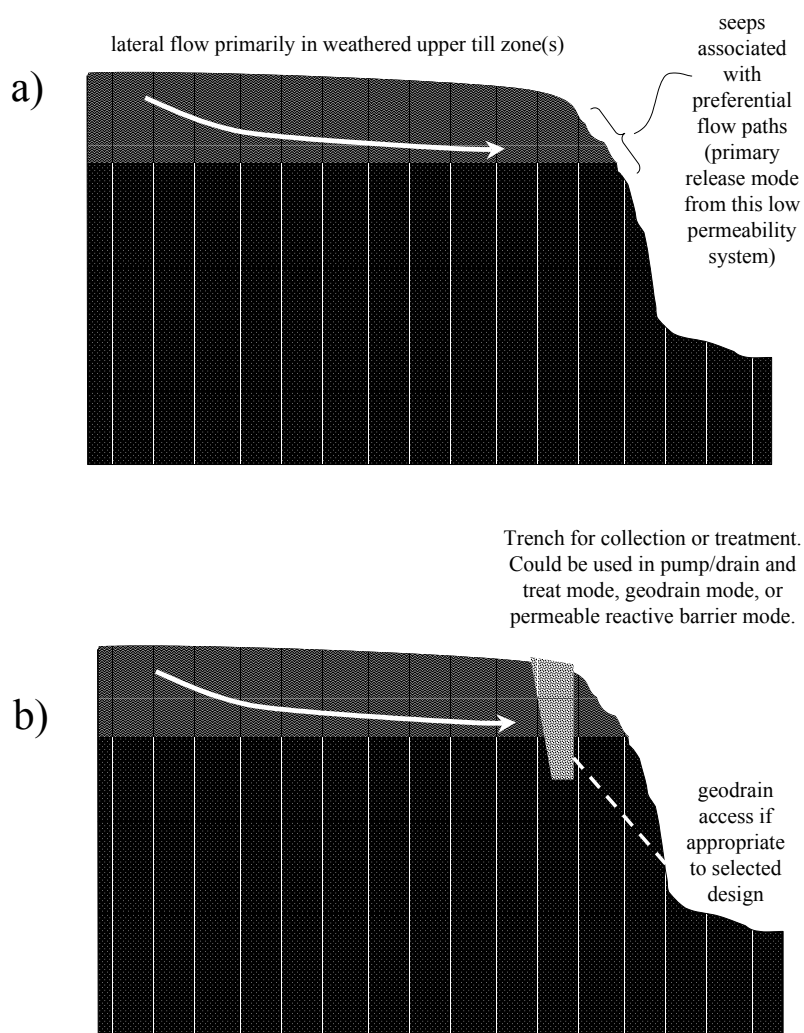 lateral flow primarily in weathered upper till zone(s)
seeps
associated
with
preferential
flow paths
(primary
release mode
from this low
permeability
system)
a)
Trench for collection or treatment.
Could be used in pump/drain and
treat mode, geodrain mode, or
permeable reactive barrier mode.
b)
geodrain
access if
appropriate
to selected
design